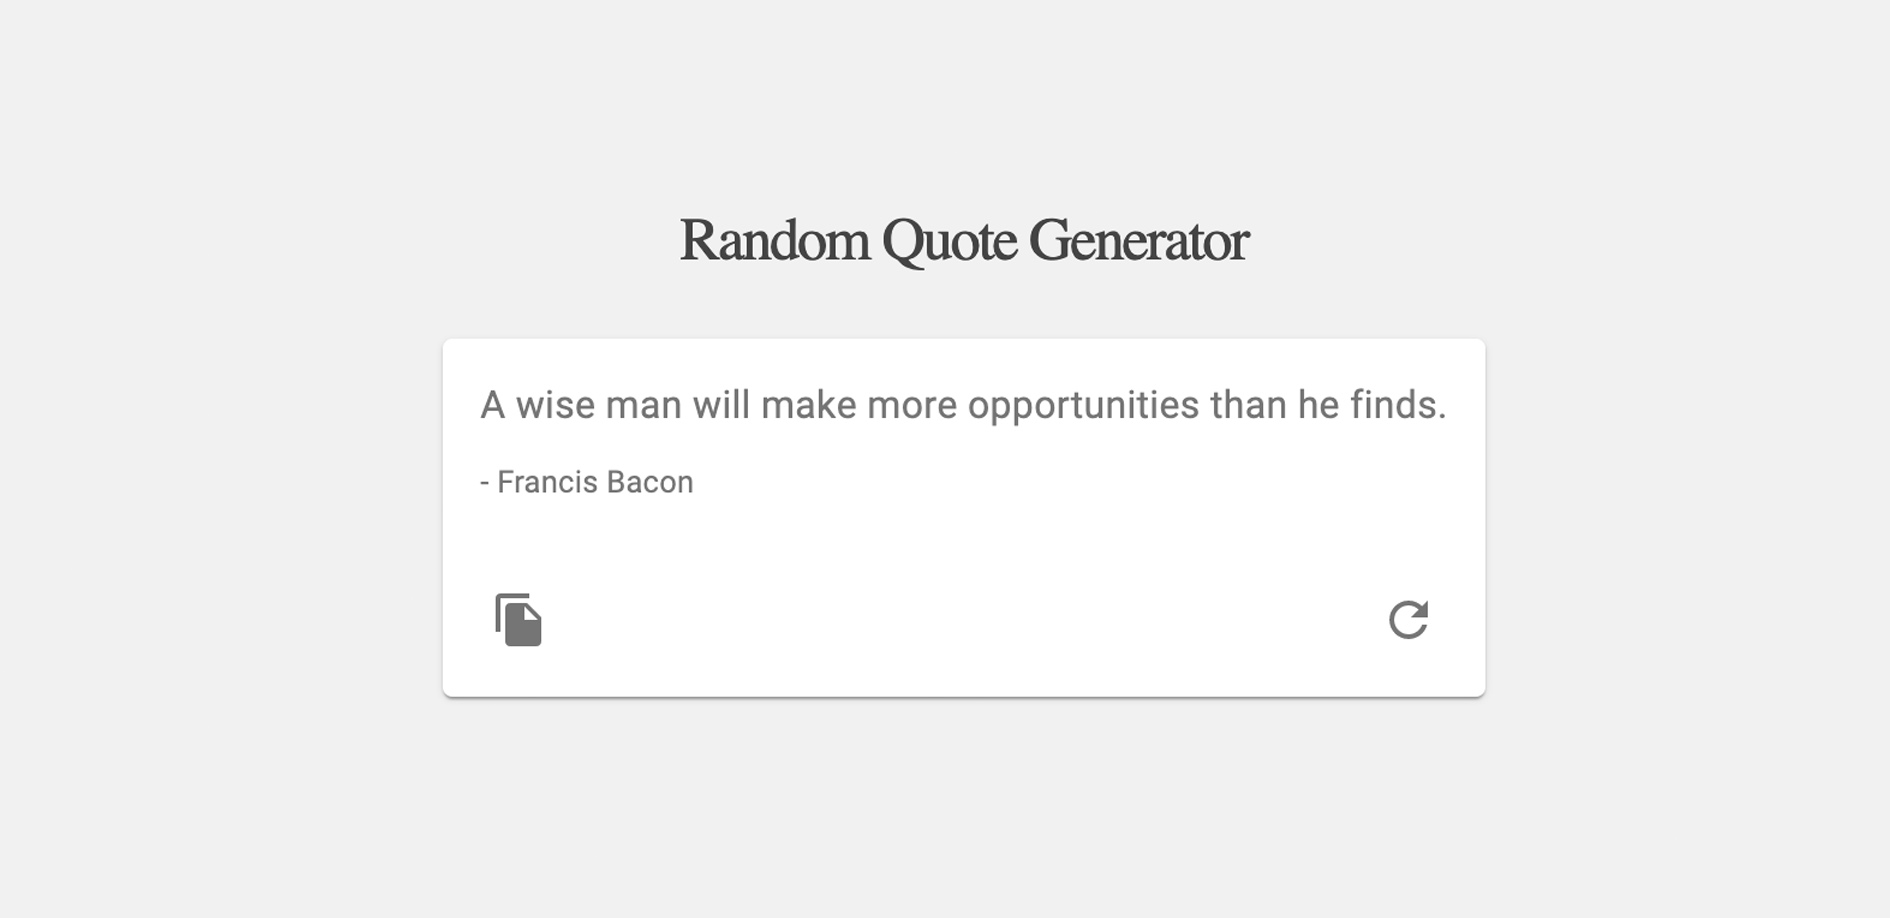 Random Quote Generator
A wise man will make more opportunities than he finds.
- Francis Bacon